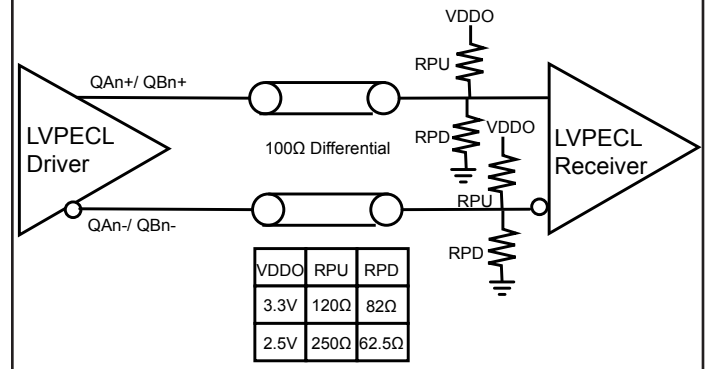 VDDO
RPU
QAn+/ QBn+
LVPECL
Driver
100Ω Differential
RPD
VDDO
LVPECL
Receiver
RPU
QAn-/ QBn-
RPD
VDDO RPU RPD
3.3V 120Ω 82Ω
2.5V 250Ω 62.5Ω